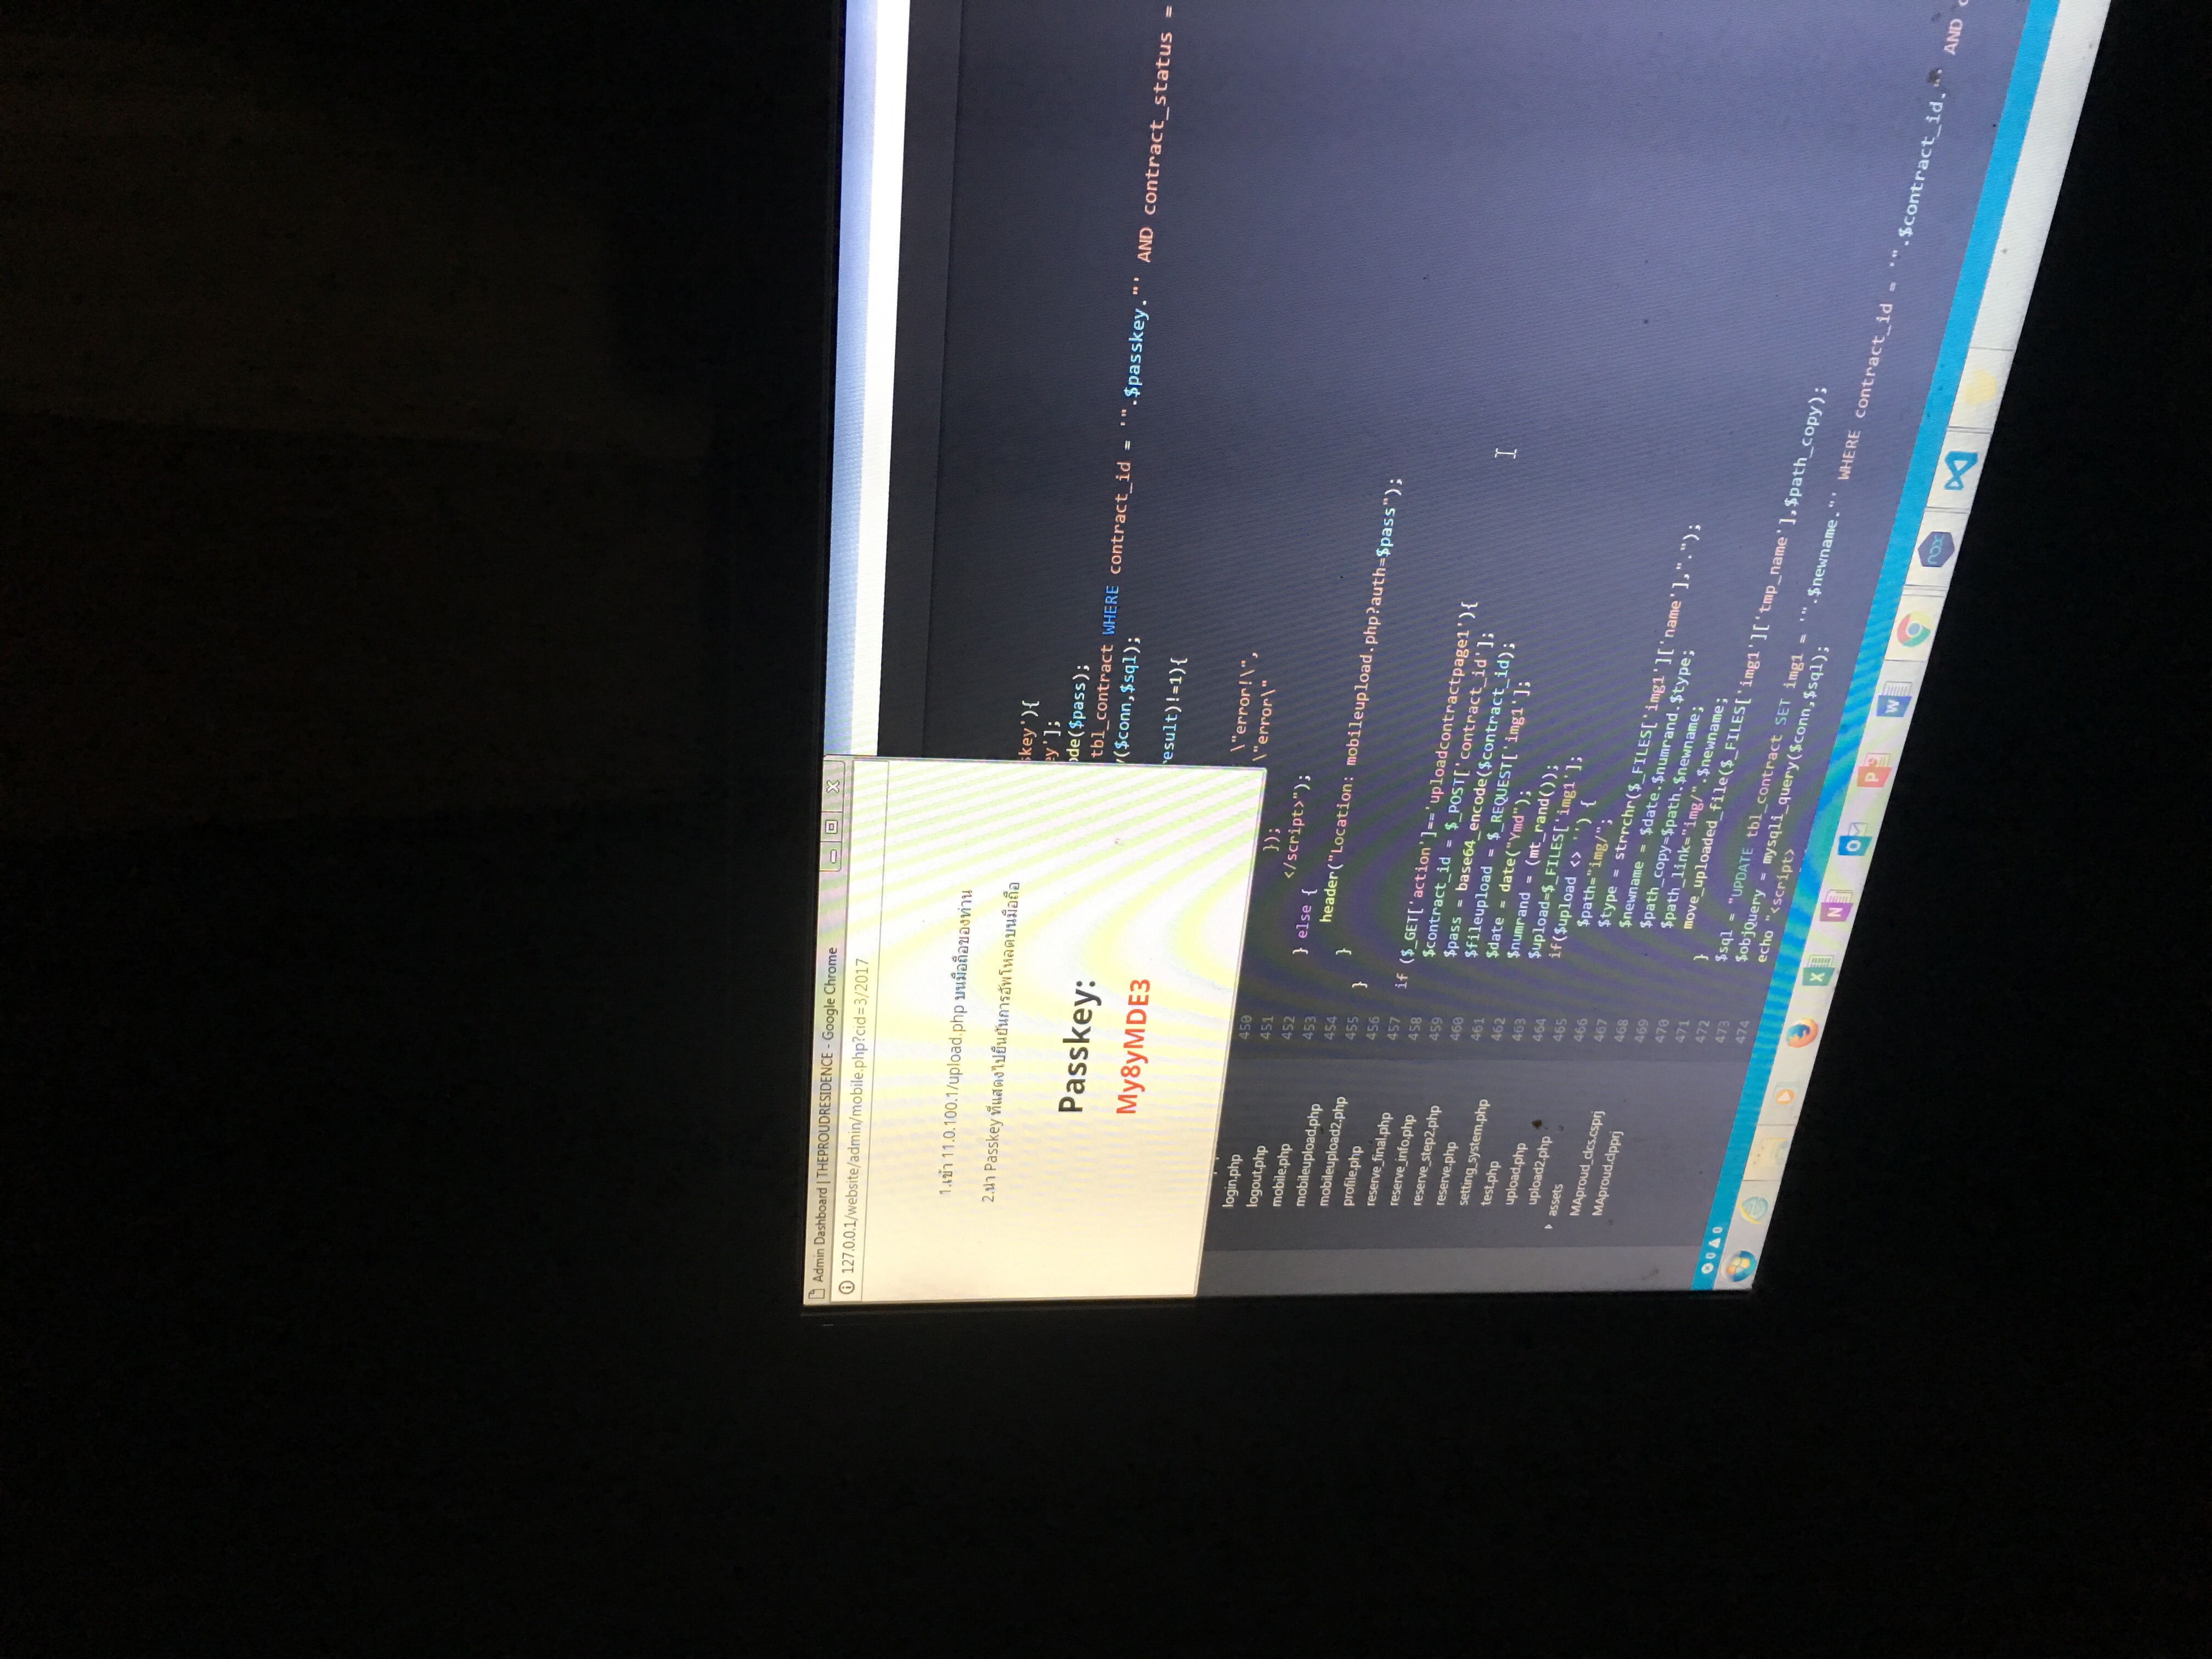 Admin Dashboard | THEPROUDRESIDENCE - Google Chrome
127.0.0.1/website/admin/mobile.php?cid=3/2017
1.เข้า 11.0.100.1/upload.php บนมือถือของท่าน
2.นำ Passkey ที่แสดงไปยืนยันการอัพโหลดบนมือถือ
Passkey:
My8yMDE3
skey'){
ey'];
ode($pass);
tbl_contract WHERE contract_id = '".$passkey."' AND contract_status =
y($conn,$sql);
result)!=1){
\"error!\",
\"error\"
});
</script>");
} else {
header("Location: mobileupload.php?auth=$pass");
}
}
if ($_GET['action']=='uploadcontractpage1'){
$contract_id = $_POST['contract_id'];
$pass = base64_encode($contract_id);
$fileupload = $_REQUEST['img1'];
$date = date("Ymd");
$numrand = (mt_rand());
$upload=$_FILES['img1'];
if($upload <> '') {
$path="img/";
$type = strrchr($_FILES['img1']['name'],".");
$newname = $date.$numrand.$type;
$path_copy=$path.$newname;
$path_link="img/".$newname;
move_uploaded_file($_FILES['img1']['tmp_name'],$path_copy);
}
$sql = "UPDATE tbl_contract SET img1 = '".$newname."' WHERE contract_id = '".$contract_id."' AND
$objQuery = mysqli_query($conn,$sql);
echo "<script>
450
451
452
453
454
455
456
457
458
459
460
461
462
463
464
465
466
467
468
469
470
471
472
473
474
login.php
logout.php
mobile.php
mobileupload.php
mobileupload2.php
profile.php
reserve_final.php
reserve_info.php
reserve_step2.php
reserve.php
setting_system.php
test.php
upload.php
upload2.php
assets
MAproud_clcs.csprj
MAproud.clpprj
0 0
nox